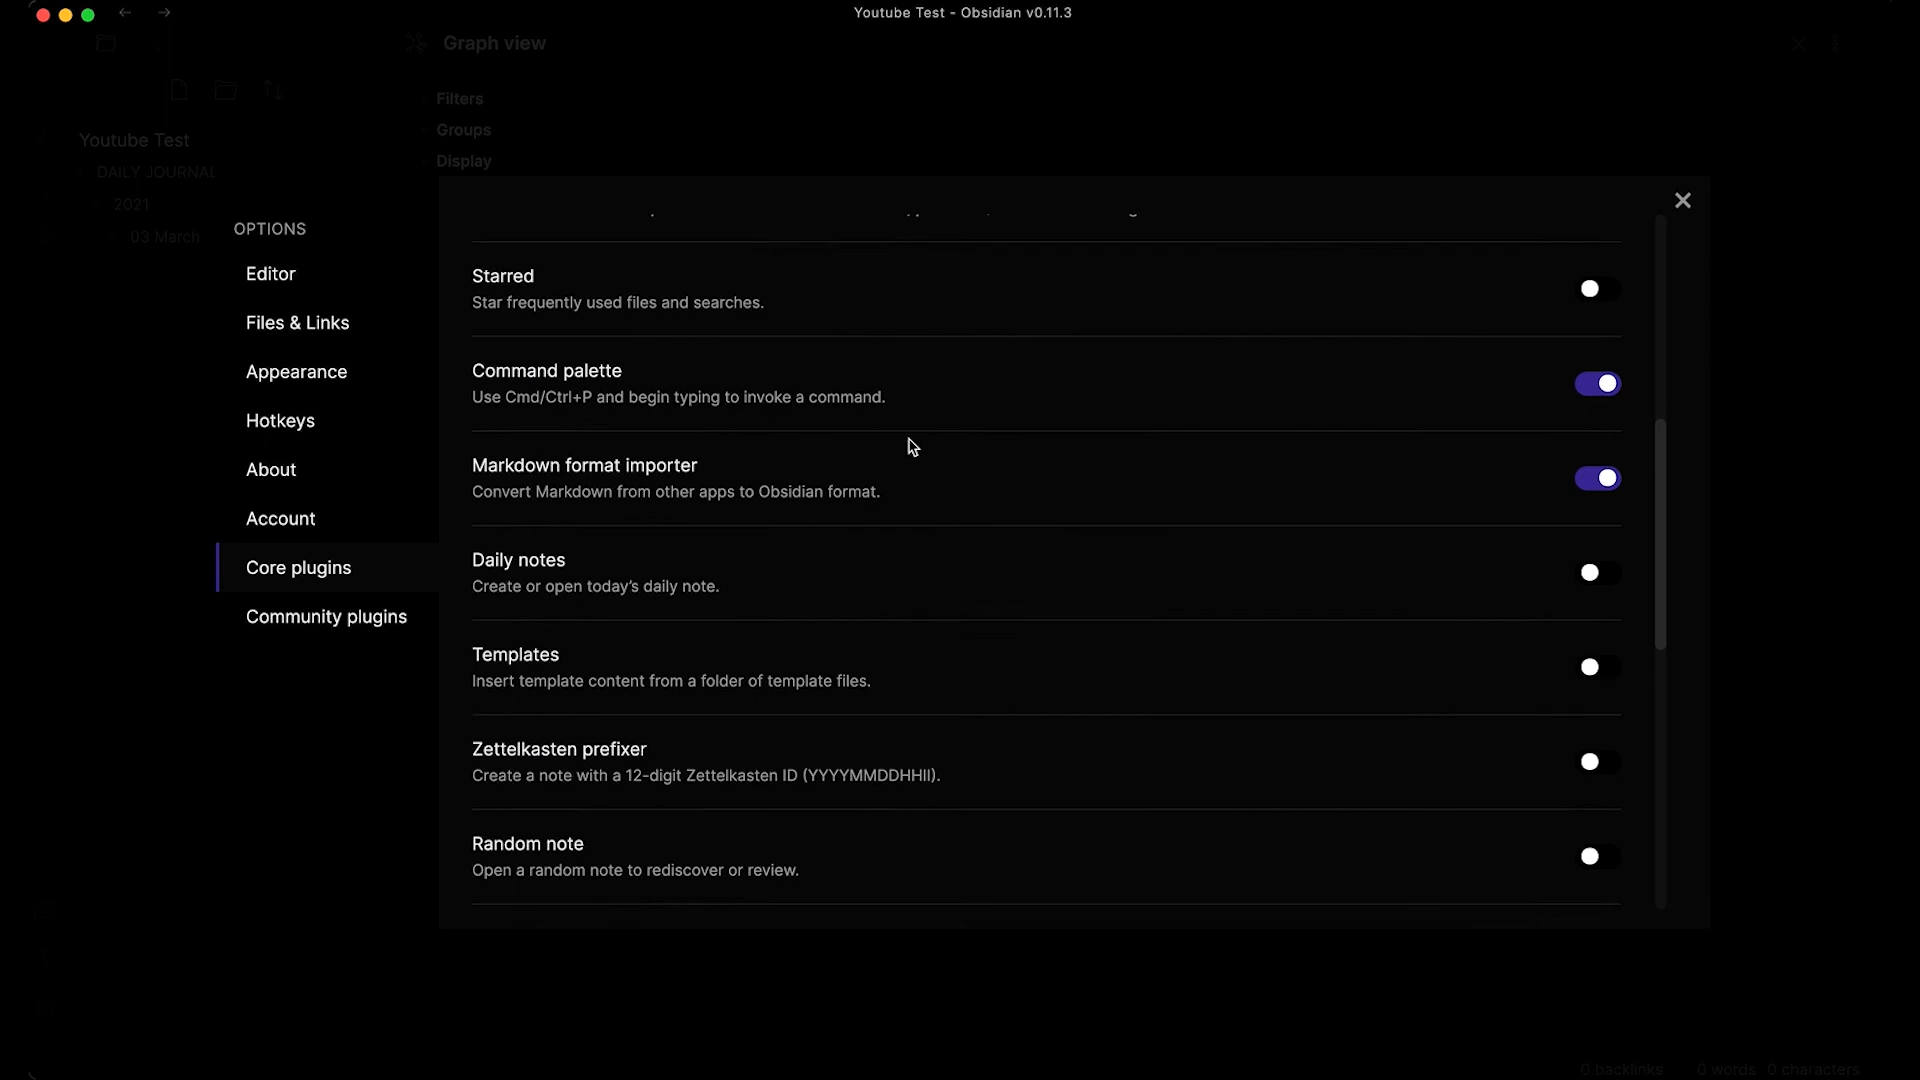 Youtube Test - Obsidian v0.11.3
Graph view
Filters
Groups
Display
Youtube Test
DAILY JOURNAL
2021
03 March
OPTIONS
Editor
Files & Links
Appearance
Hotkeys
About
Account
Core plugins
Community plugins
Starred
Star frequently used files and searches.
Command palette
Use Cmd/Ctrl+P and begin typing to invoke a command.
Markdown format importer
Convert Markdown from other apps to Obsidian format.
Daily notes
Create or open today's daily note.
Templates
Insert template content from a folder of template files.
Zettelkasten prefixer
Create a note with a 12-digit Zettelkasten ID (YYYYMMDDHHII).
Random note
Open a random note to rediscover or review.
0 backlinks 0 words 0 characters